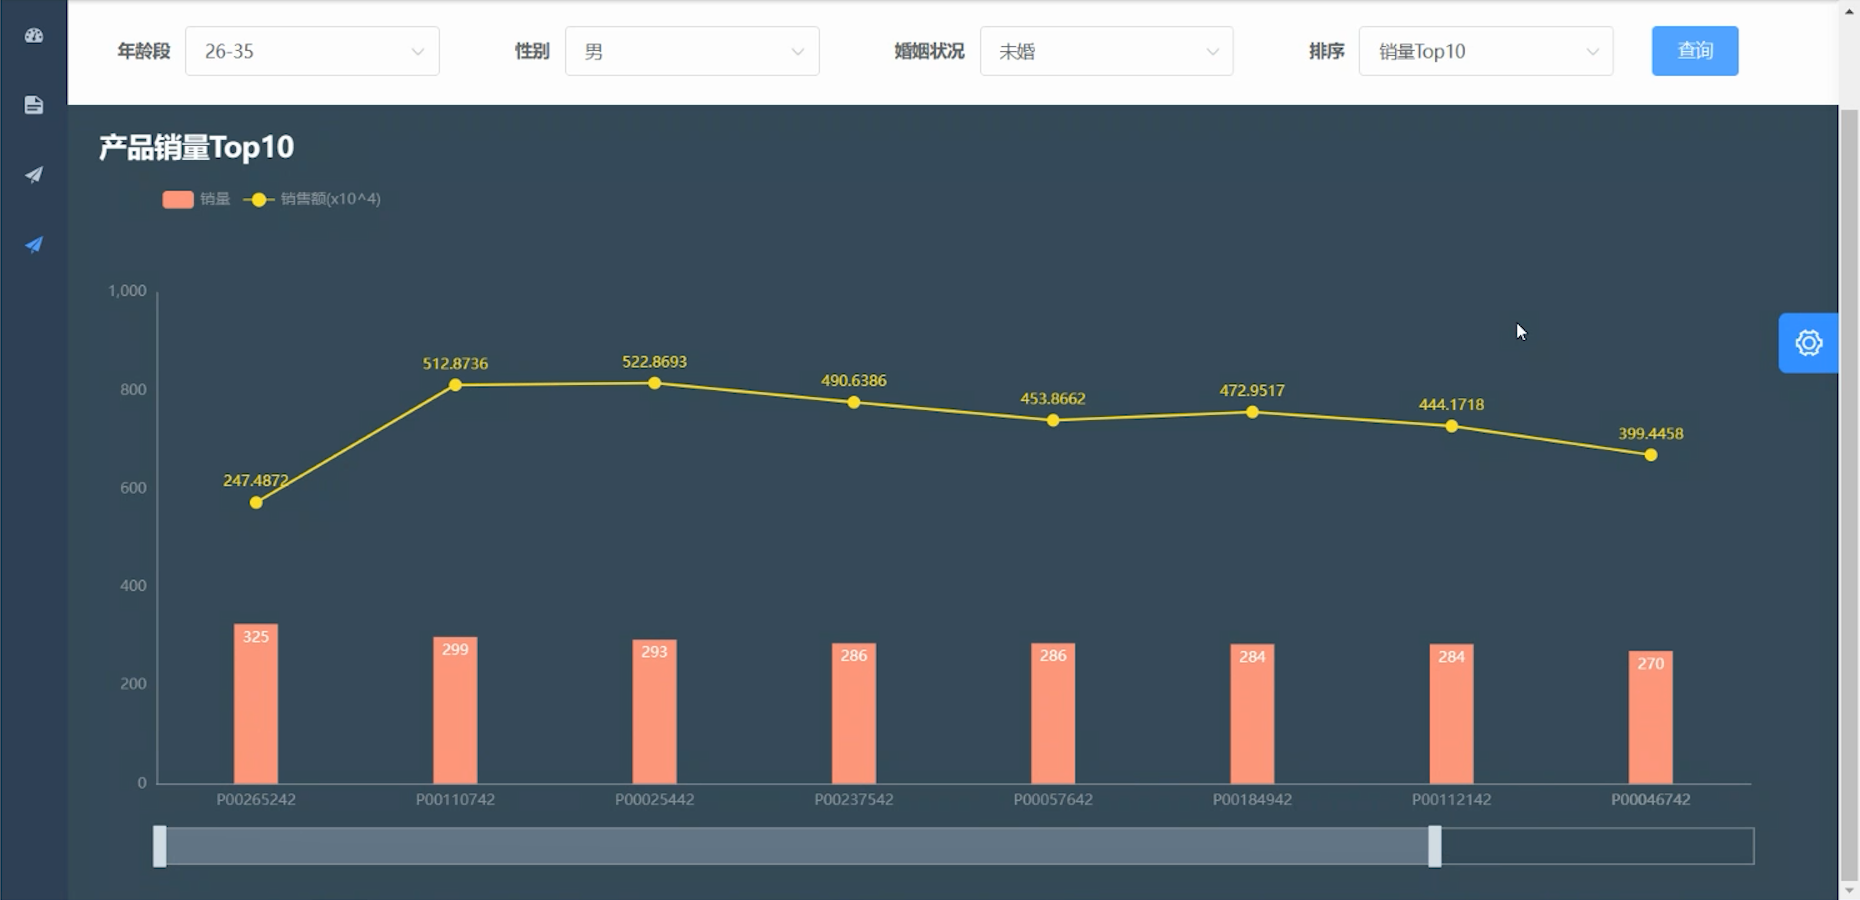 年龄段 26-35 性别 男 婚姻状况 未婚 排序 销量Top10 查询
产品销量Top10
销量 销售额(x10^4)
1,000
800
600
400
200
0
247.4872 512.8736 522.8693 490.6386 453.8662 472.9517 444.1718 399.4458
325 299 293 286 286 284 284 270
P00265242 P00110742 P00025442 P00237542 P00057642 P00184942 P00112142 P00046742